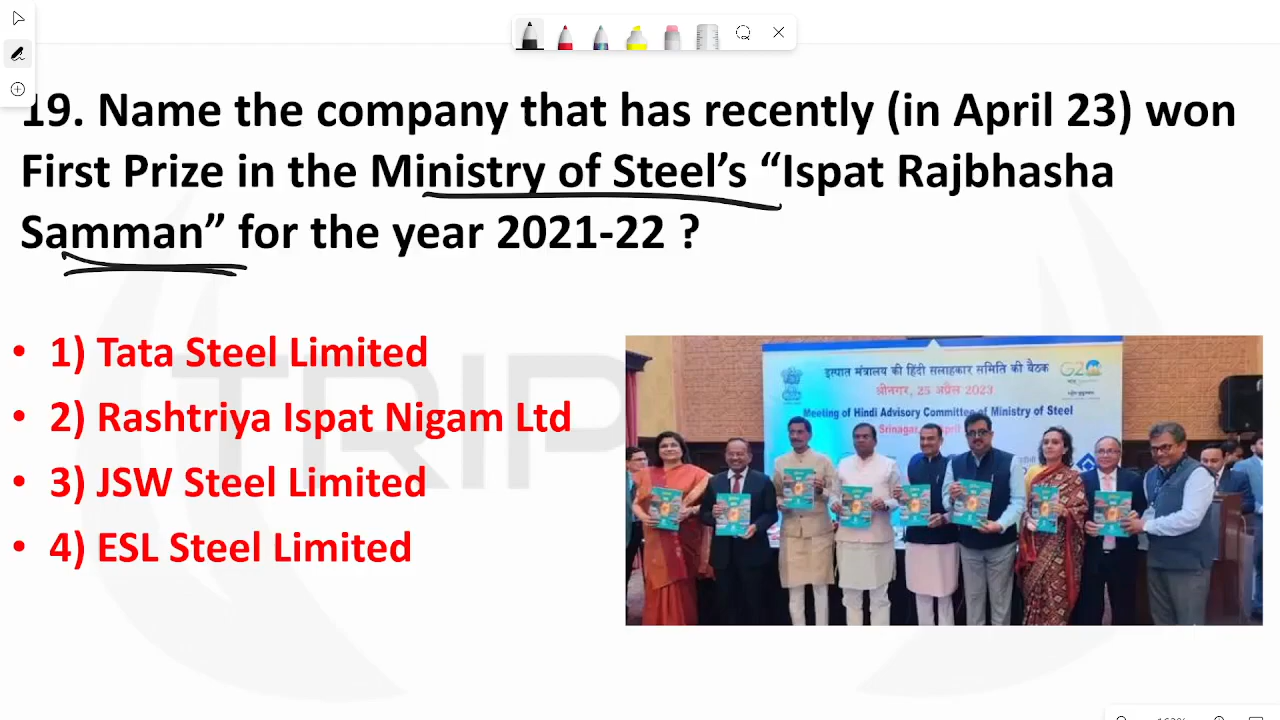 19. Name the company that has recently (in April 23) won
First Prize in the Ministry of Steel’s “Ispat Rajbhasha
Samman” for the year 2021-22 ?
• 1) Tata Steel Limited
• 2) Rashtriya Ispat Nigam Ltd
• 3) JSW Steel Limited
• 4) ESL Steel Limited
TRIP
इस्पात मंत्रालय की हिंदी सलाहकार समिति की बैठक
श्रीनगर, 25 अप्रैल 2023
G20
Meeting of Hindi Advisory Committee of Ministry of Steel
Srinagar,